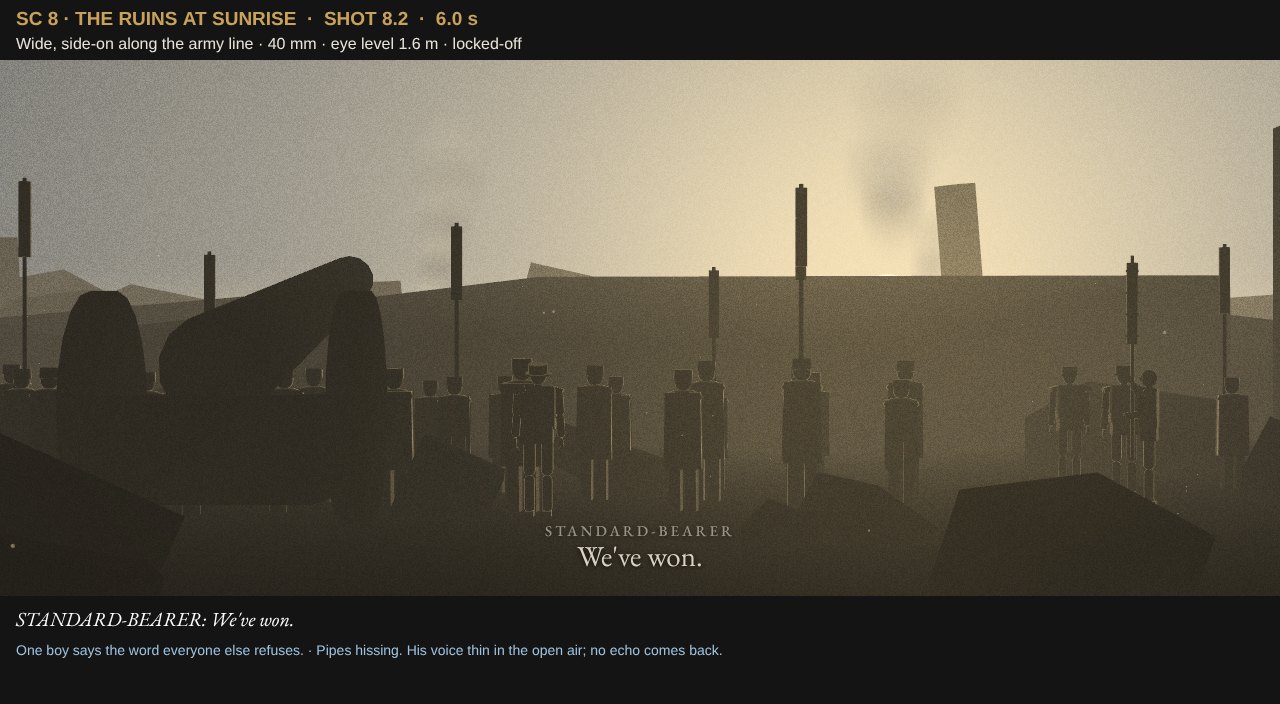 SC 8 · THE RUINS AT SUNRISE · SHOT 8.2 · 6.0 s
Wide, side-on along the army line · 40 mm · eye level 1.6 m · locked-off
STANDARD-BEARER
We've won.
STANDARD-BEARER: We've won.
One boy says the word everyone else refuses. · Pipes hissing. His voice thin in the open air; no echo comes back.